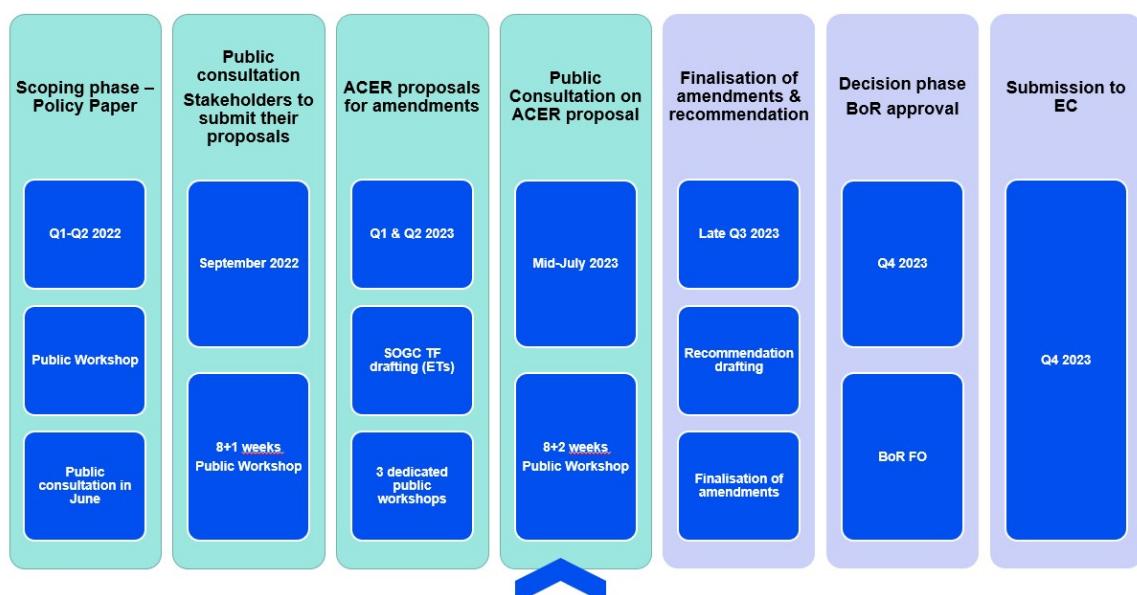 Scoping phase –
Policy Paper
Q1-Q2 2022
Public Workshop
Public
consultation in
June
Public
consultation
Stakeholders to
submit their
proposals
September 2022
8+1 weeks
Public Workshop
ACER proposals
for amendments
Q1 & Q2 2023
SOGC TF
drafting (ETs)
3 dedicated
public
workshops
Public
Consultation on
ACER proposal
Mid-July 2023
8+2 weeks
Public Workshop
Finalisation of
amendments &
recommendation
Late Q3 2023
Recommendation
drafting
Finalisation of
amendments
Decision phase
BoR approval
Q4 2023
BoR FO
Submission to
EC
Q4 2023